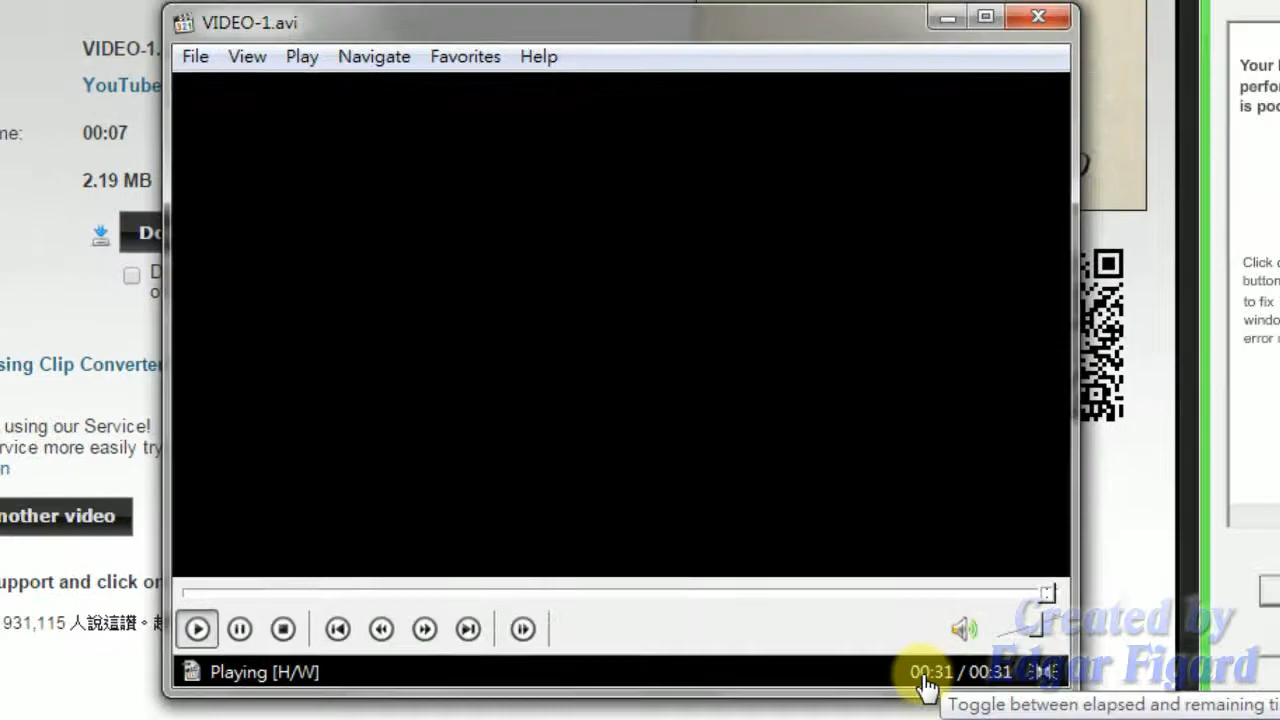 VIDEO-1.avi
File View Play Navigate Favorites Help
VIDEO-1.
YouTube
me:
00:07
2.19 MB
Do
D
o
sing Clip Converter
using our Service!
rvice more easily try
n
nother video
upport and click on
931,115 人說這讚。
Your
perfo
is poo
Click
button
to fix
windo
error
Playing [H/W]
00:31 / 00:31
Toggle between elapsed and remaining ti
Created by
Edgar Figard